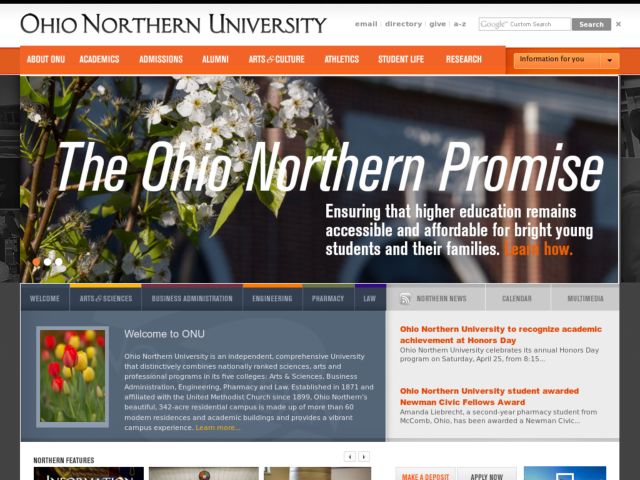 OHIO NORTHERN UNIVERSITY
email | directory | give | a-z
Google™ Custom Search
Search
×
ABOUT ONU ACADEMICS ADMISSIONS ALUMNI ARTS & CULTURE ATHLETICS STUDENT LIFE RESEARCH
Information for you
The Ohio Northern Promise
Ensuring that higher education remains
accessible and affordable for bright young
students and their families. Learn how.
WELCOME ARTS & SCIENCES BUSINESS ADMINISTRATION ENGINEERING PHARMACY LAW
NORTHERN NEWS CALENDAR MULTIMEDIA
Welcome to ONU
Ohio Northern University is an independent, comprehensive University
that distinctively combines nationally ranked sciences, arts and
professional programs in its five colleges: Arts & Sciences, Business
Administration, Engineering, Pharmacy and Law. Established in 1871 and
affiliated with the United Methodist Church since 1899, Ohio Northern's
beautiful, 342-acre residential campus is made up of more than 60
modern residences and academic buildings and provides a vibrant
campus experience. Learn more...
Ohio Northern University to recognize academic
achievement at Honors Day
Ohio Northern University celebrates its annual Honors Day
program on Saturday, April 25, from 8:15...
Ohio Northern University student awarded
Newman Civic Fellows Award
Amanda Liebrecht, a second-year pharmacy student from
McComb, Ohio, has been awarded a Newman Civic...
NORTHERN FEATURES
INFORMATION
MAKE A DEPOSIT
APPLY NOW